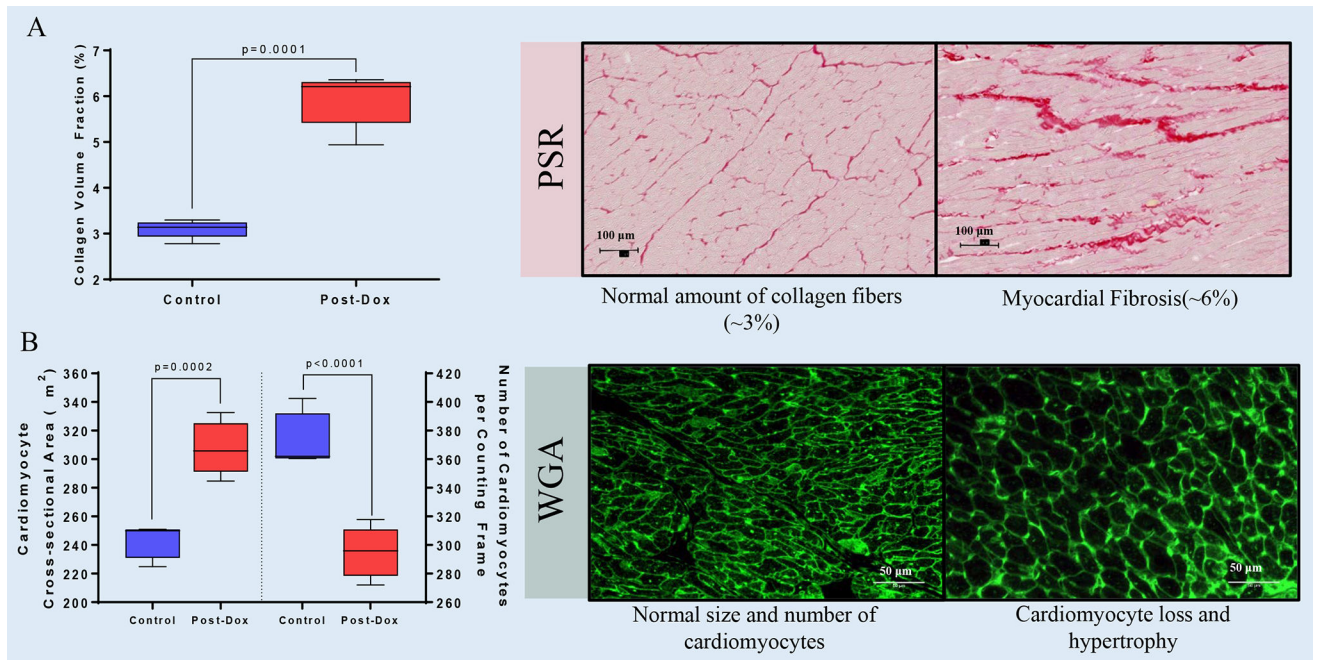 A
Collagen Volume Fraction (%)
7
6
5
4
3
2
p=0.0001
Control
Post-Dox
PSR
100 µm
100 µm
Normal amount of collagen fibers
(~3%)
Myocardial Fibrosis(~6%)
B
Cardiomyocyte
Cross-sectional Area ( m²)
360
340
320
300
280
260
240
220
200
p=0.0002
p<0.0001
420
400
380
360
340
320
300
280
260
Number of Cardiomyocytes
per Counting Frame
Control
Post-Dox
Control
Post-Dox
WGA
50 µm
50 µm
Normal size and number of
cardiomyocytes
Cardiomyocyte loss and
hypertrophy